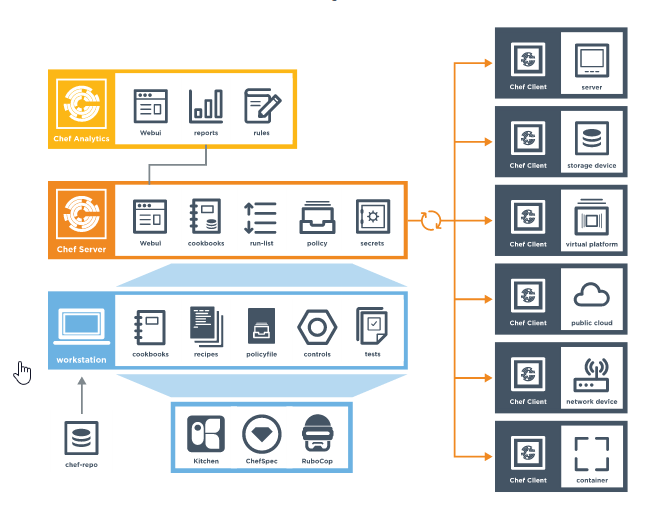 Chef Analytics
Webui
reports
rules
Chef Server
Webui
cookbooks
run-list
policy
secrets
workstation
cookbooks
recipes
policyfile
controls
tests
chef-repo
Kitchen
ChefSpec
RuboCop
Chef Client
server
Chef Client
storage device
Chef Client
virtual platform
Chef Client
public cloud
Chef Client
network device
Chef Client
container